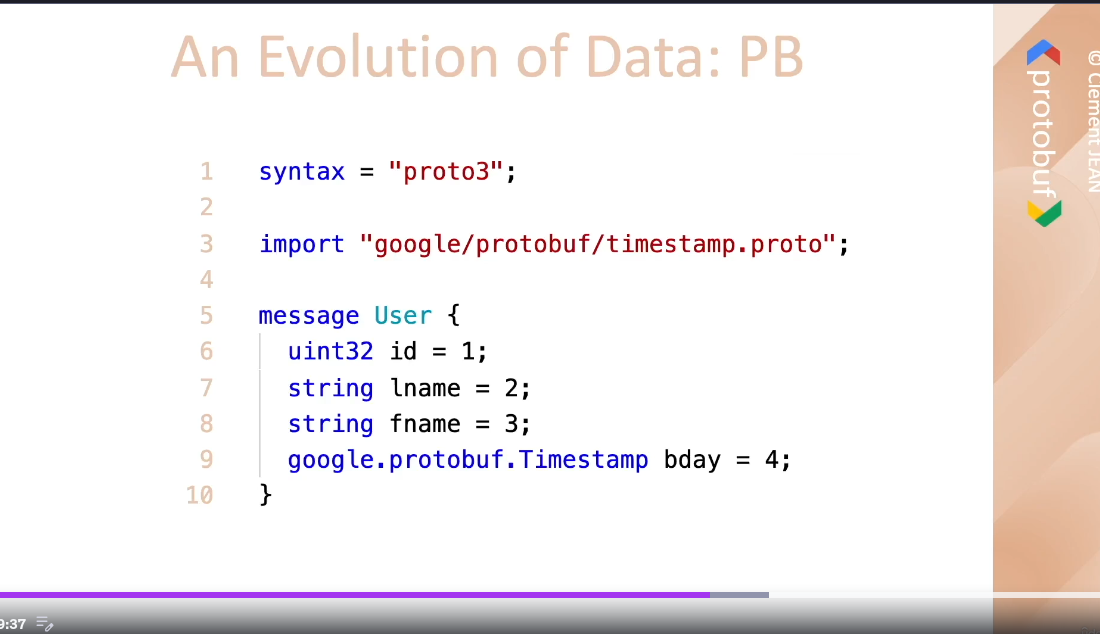 An Evolution of Data: PB
1 syntax = "proto3";
2
3 import "google/protobuf/timestamp.proto";
4
5 message User {
6 uint32 id = 1;
7 string lname = 2;
8 string fname = 3;
9 google.protobuf.Timestamp bday = 4;
10 }
protobuf
© Clément JEAN
9:37